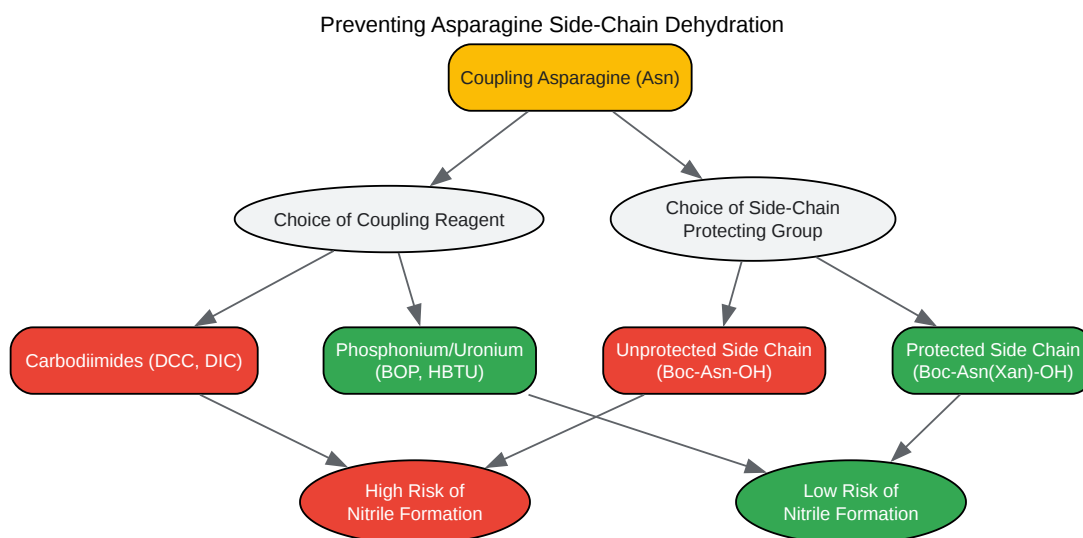 Preventing Asparagine Side-Chain Dehydration
Coupling Asparagine (Asn)
Choice of Coupling Reagent
Choice of Side-Chain
Protecting Group
Carbodiimides (DCC, DIC)
Phosphonium/Uronium
(BOP, HBTU)
Unprotected Side Chain
(Boc-Asn-OH)
Protected Side Chain
(Boc-Asn(Xan)-OH)
High Risk of
Nitrile Formation
Low Risk of
Nitrile Formation